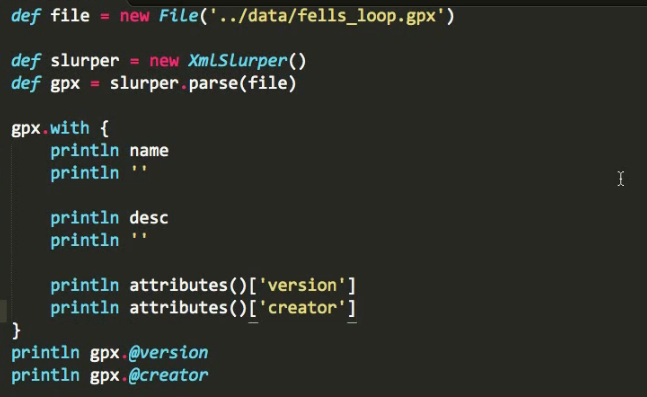 def file = new File('../data/fells_loop.gpx')
def slurper = new XmlSlurper()
def gpx = slurper.parse(file)
gpx.with {
println name
println ''
println desc
println ''
println attributes()['version']
println attributes()['creator']
}
println gpx.@version
println gpx.@creator